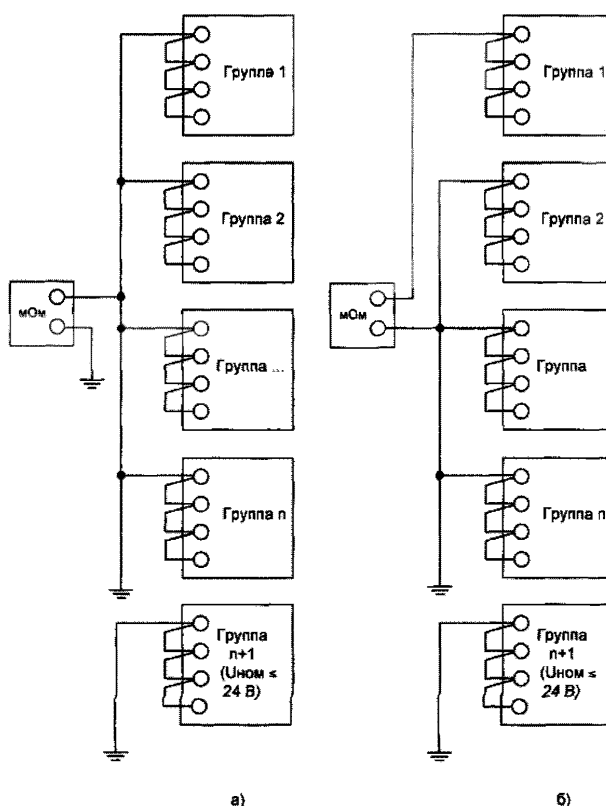 Группа 1
Группа 2
мОм
Группа ...
Группа n
Группа
n+1
(Uном ≤
24 В)
а)
Группа 1
Группа 2
мОм
Группа
Группа n
Группа
n+1
(Uном ≤
24 В)
б)